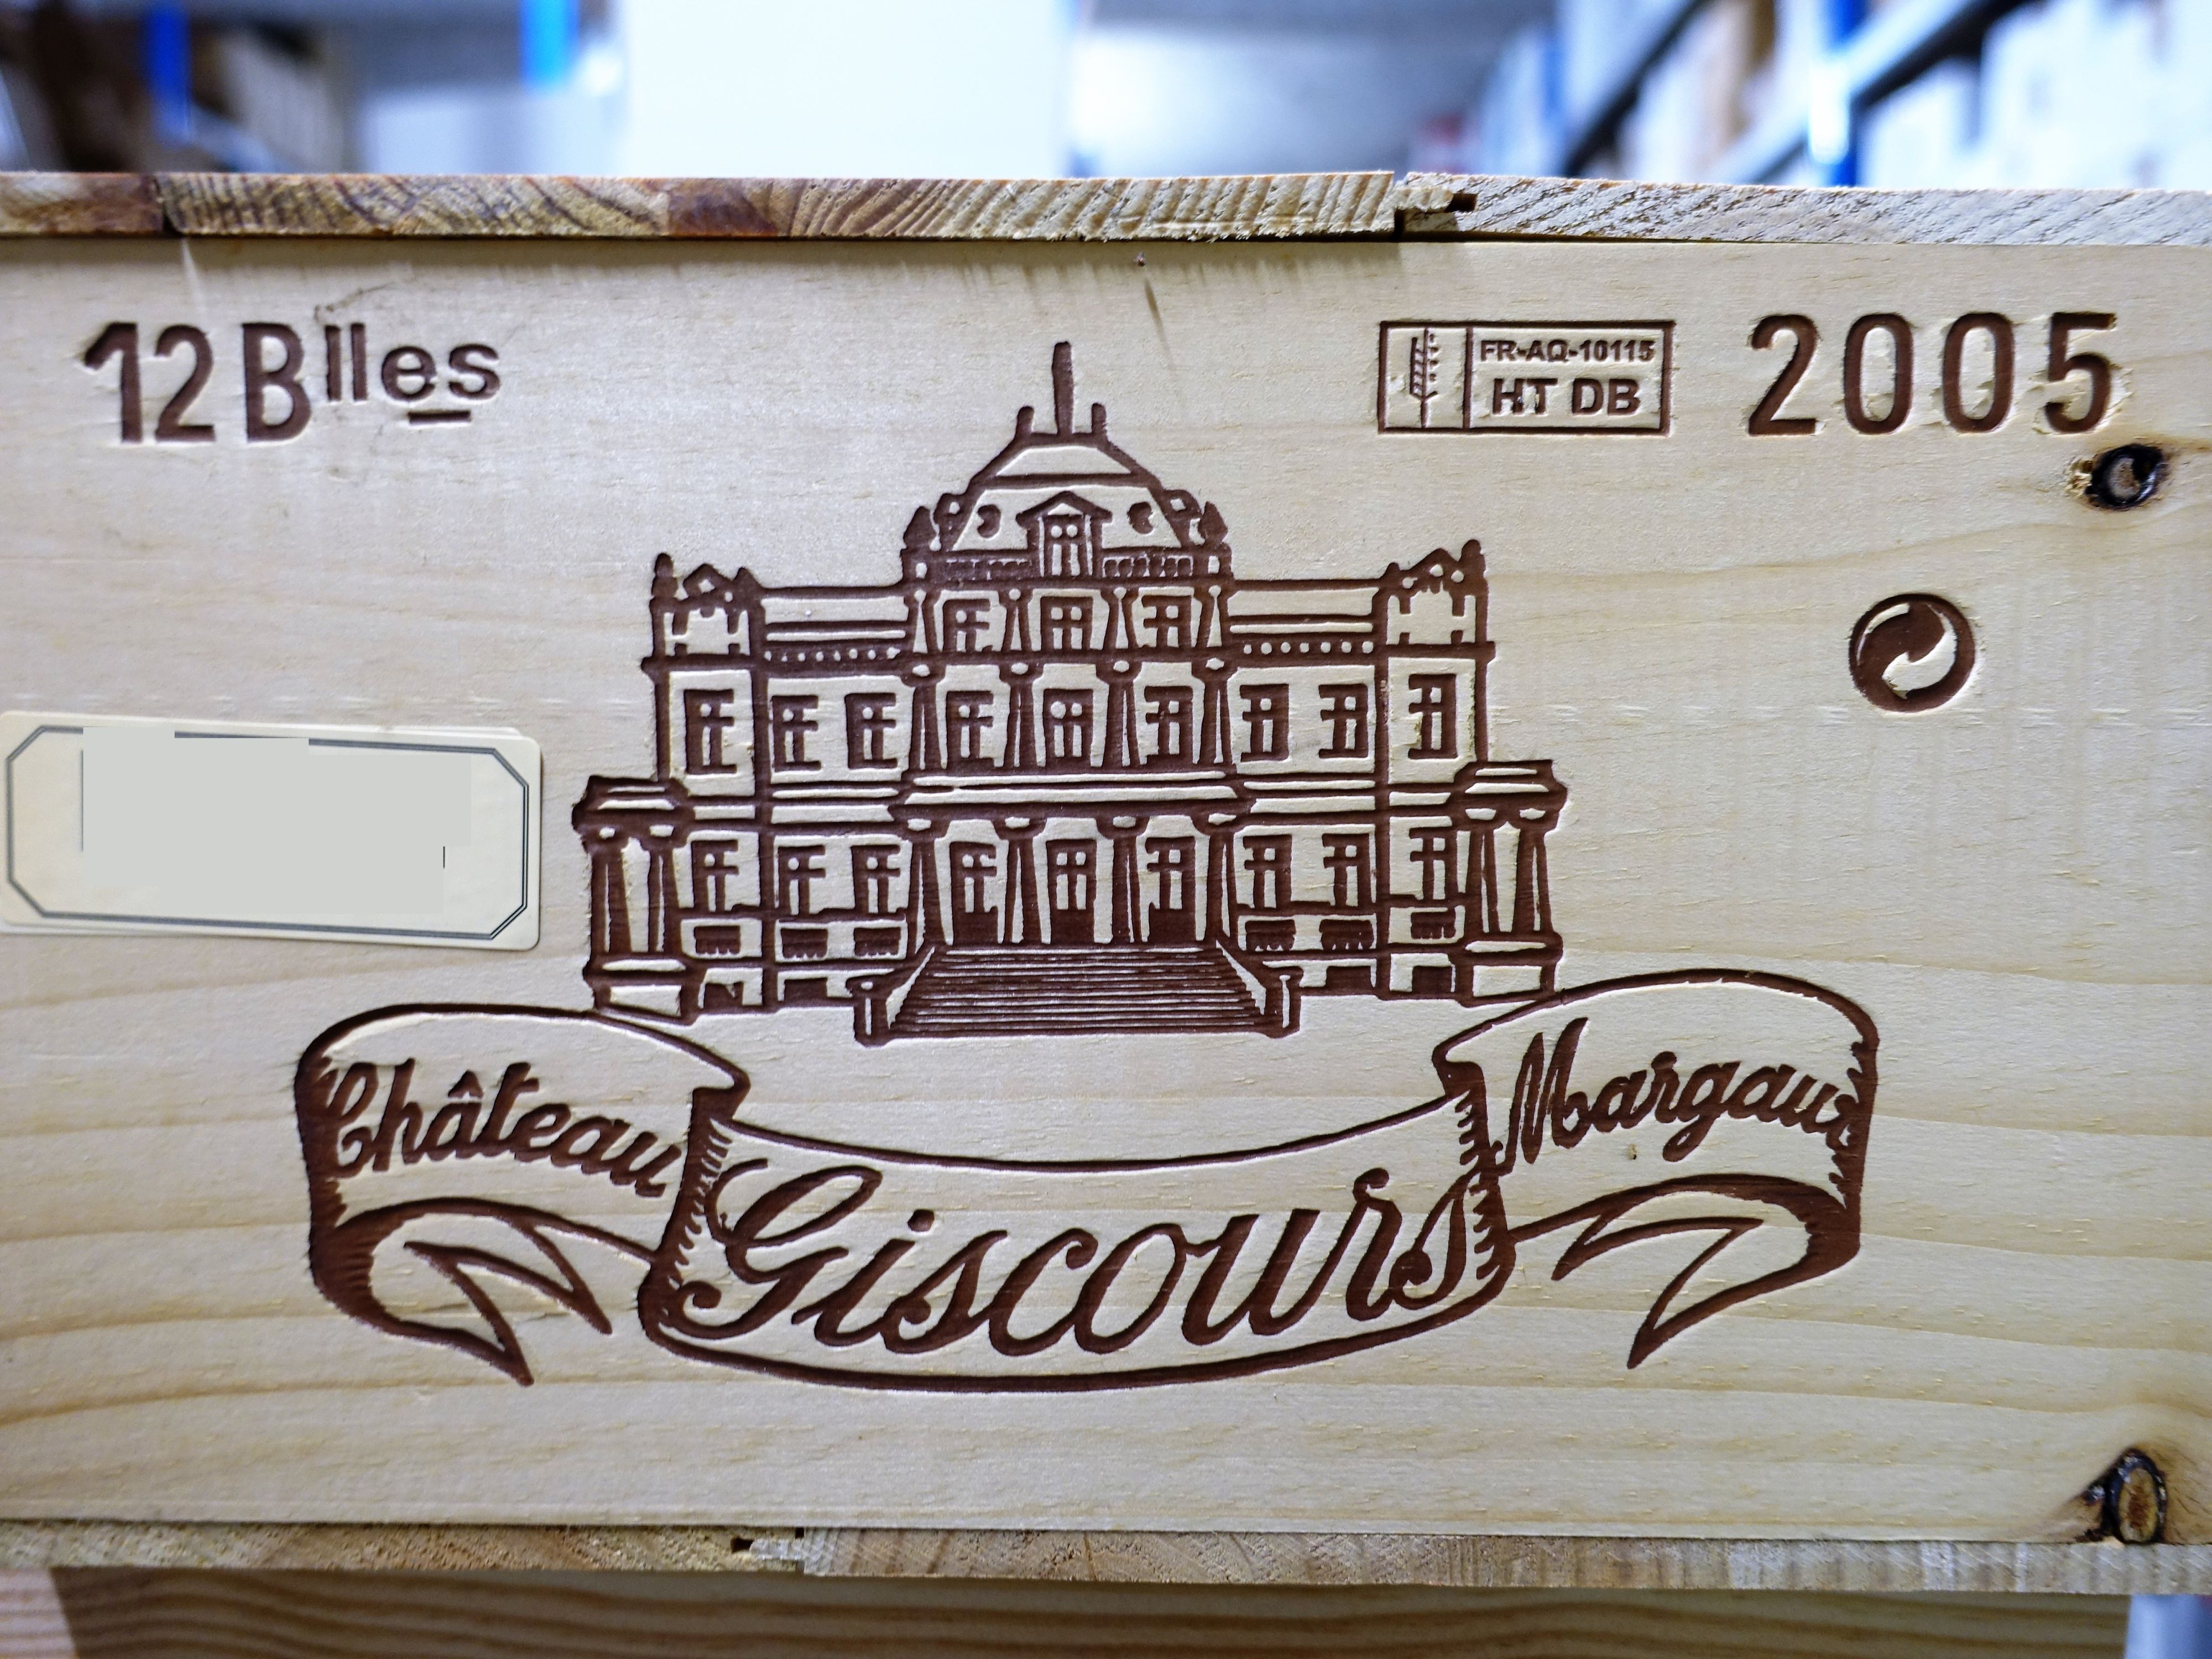 12 Blles
FR-AQ-10115
HT DB
2005
Château
Giscours
Margaux